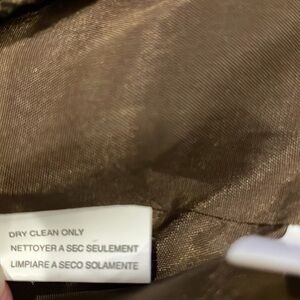 DRY CLEAN ONLY
NETTOYER A SEC SEULEMENT
LIMPIARE A SECO SOLAMENTE